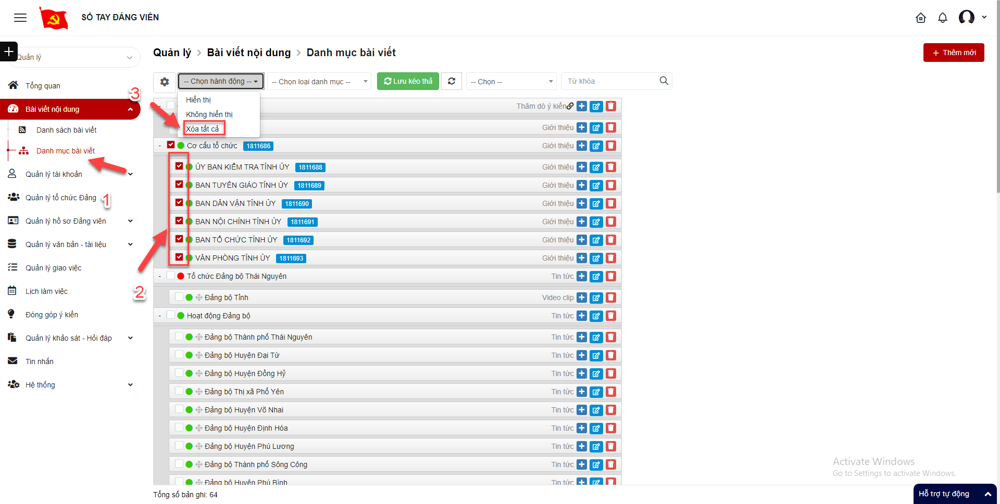 SỔ TAY ĐẢNG VIÊN
Quản lý
Tổng quan
Bài viết nội dung
Danh sách bài viết
Danh mục bài viết
Quản lý tài khoản
Quản lý tổ chức Đảng
Quản lý hồ sơ Đảng viên
Quản lý văn bản - tài liệu
Quản lý giao việc
Lịch làm việc
Đóng góp ý kiến
Quản lý khảo sát - Hỏi đáp
Tin nhắn
Hệ thống
1
2
3
Quản lý > Bài viết nội dung > Danh mục bài viết
+ Thêm mới
-- Chọn hành động -- -- Chọn loại danh mục -- Lưu kéo thả -- Chọn -- Từ khóa
Hiển thị
Không hiển thị
Xóa tất cả
Thăm dò ý kiến
Giới thiệu
- Cơ cấu tổ chức 1811686 Giới thiệu
ỦY BAN KIỂM TRA TỈNH ỦY 1811688 Giới thiệu
BAN TUYÊN GIÁO TỈNH ỦY 1811689 Giới thiệu
BAN DÂN VẬN TỈNH ỦY 1811690 Giới thiệu
BAN NỘI CHÍNH TỈNH ỦY 1811691 Giới thiệu
BAN TỔ CHỨC TỈNH ỦY 1811692 Giới thiệu
VĂN PHÒNG TỈNH ỦY 1811693 Giới thiệu
- Tổ chức Đảng bộ Thái Nguyên Tin tức
Đảng bộ Tỉnh Video clip
- Hoạt động Đảng bộ Tin tức
Đảng bộ Thành phố Thái Nguyên Tin tức
Đảng bộ Huyện Đại Từ Tin tức
Đảng bộ Huyện Đồng Hỷ Tin tức
Đảng bộ Thị xã Phổ Yên Tin tức
Đảng bộ Huyện Võ Nhai Tin tức
Đảng bộ Huyện Định Hóa Tin tức
Đảng bộ Huyện Phú Lương Tin tức
Đảng bộ Thành phố Sông Công Tin tức
Đảng bộ Huyện Phú Bình Tin tức
Tổng số bản ghi: 64
Activate Windows
Go to Settings to activate Windows.
Hỗ trợ tự động